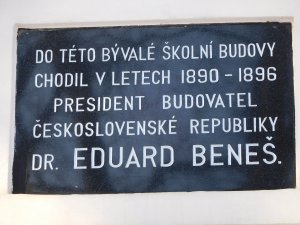 DO TÉTO BÝVALÉ ŠKOLNÍ BUDOVY
CHODIL V LETECH 1890 - 1896
PRESIDENT BUDOVATEL
ČESKOSLOVENSKÉ REPUBLIKY
DR. EDUARD BENEŠ.